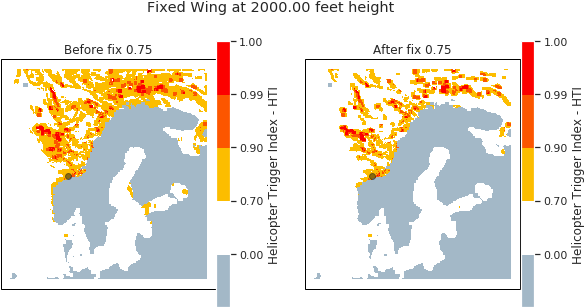 Fixed Wing at 2000.00 feet height
Before fix 0.75
1.00
0.99
0.90
0.70
0.00
Helicopter Trigger Index - HTI
After fix 0.75
1.00
0.99
0.90
0.70
0.00
Helicopter Trigger Index - HTI